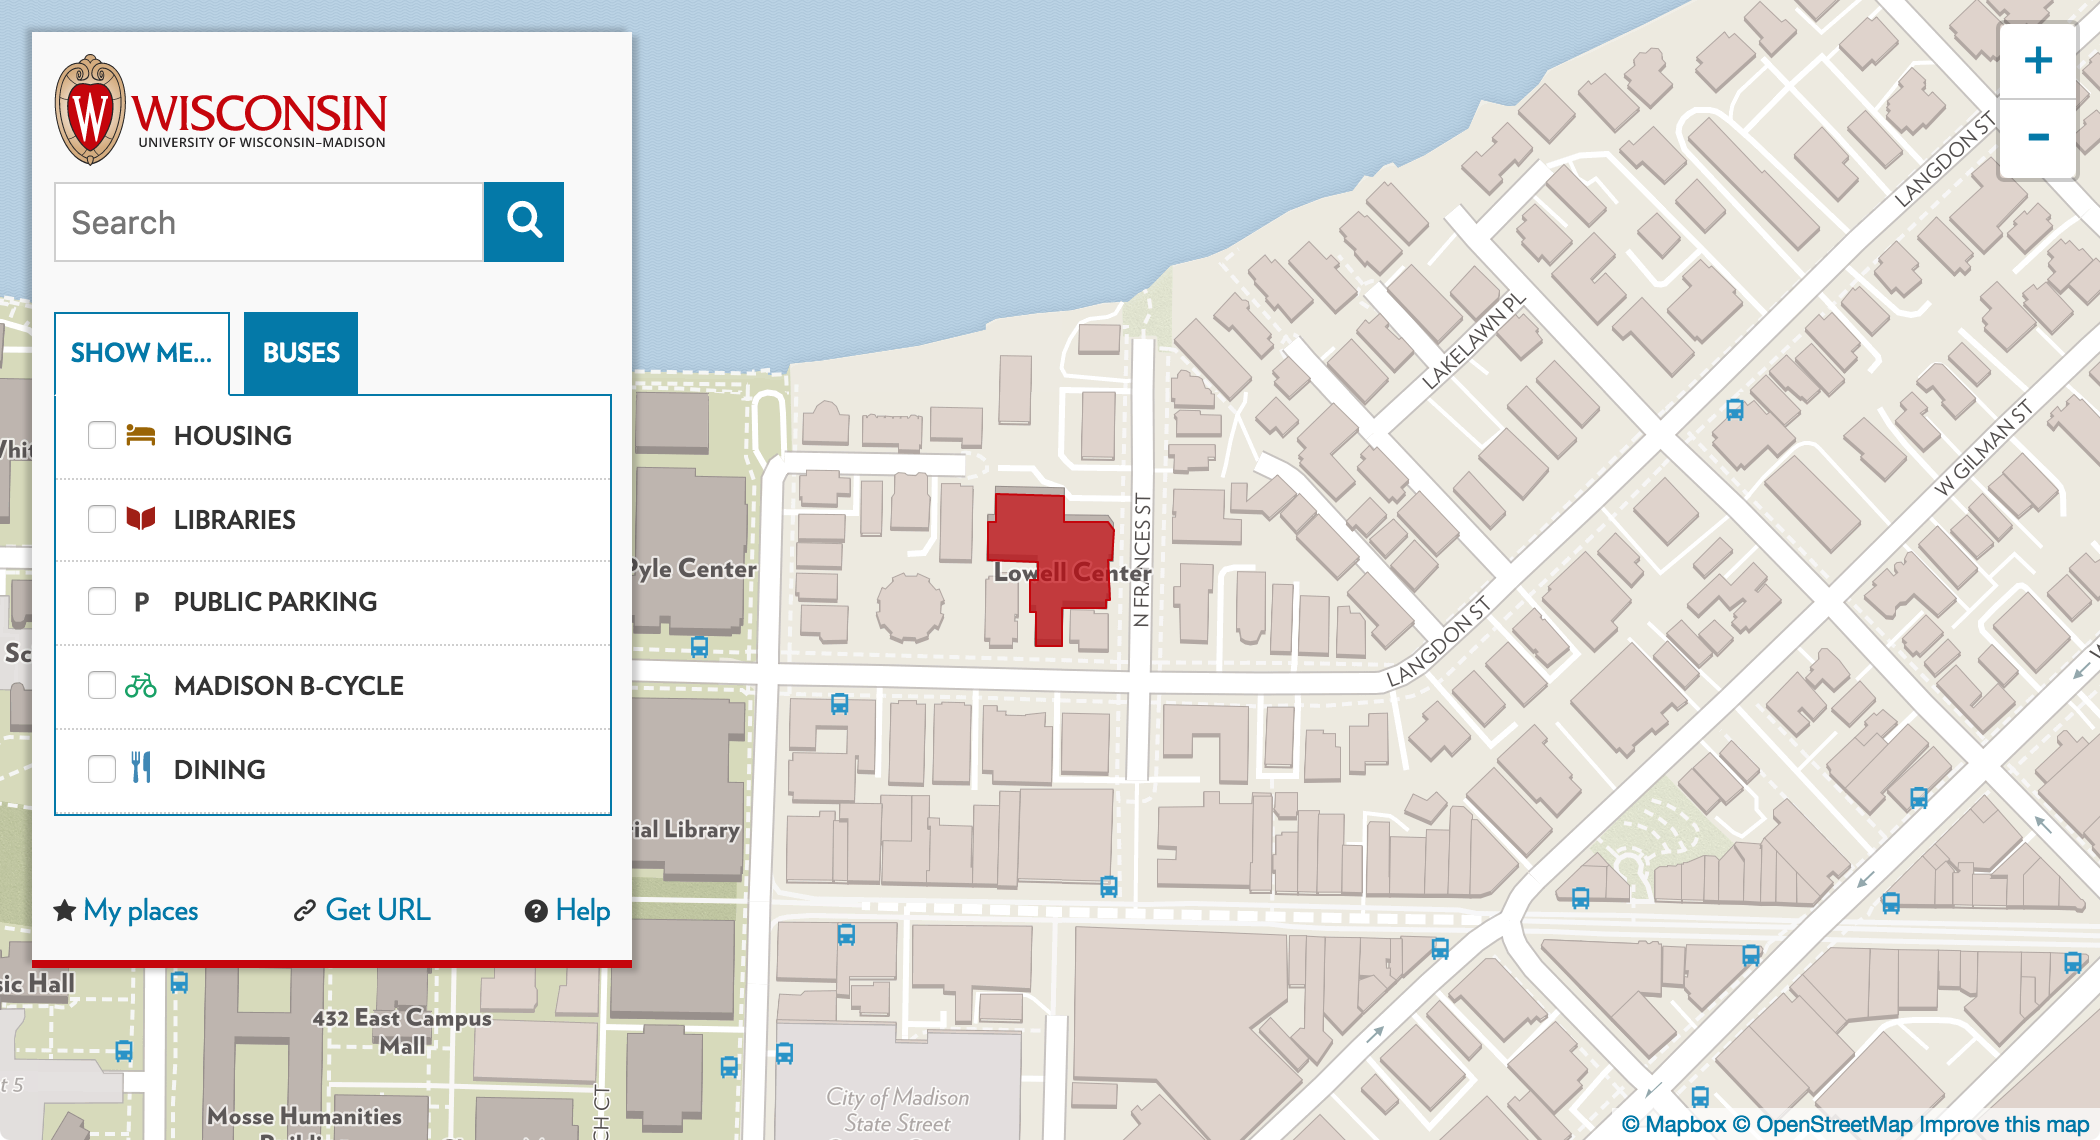 W
WISCONSIN
UNIVERSITY OF WISCONSIN–MADISON
Search
SHOW ME...
BUSES
HOUSING
LIBRARIES
P PUBLIC PARKING
MADISON B-CYCLE
DINING
My places
Get URL
? Help
+
-
LANGDON ST
LAKELAWN PL
W GILMAN ST
N FRANCES ST
Pyle Center
Lowell Center
LANGDON ST
ial Library
sic Hall
432 East Campus
Mall
Mosse Humanities
City of Madison
State Street
CH CT
t 5
Sc
Whit
© Mapbox © OpenStreetMap Improve this map